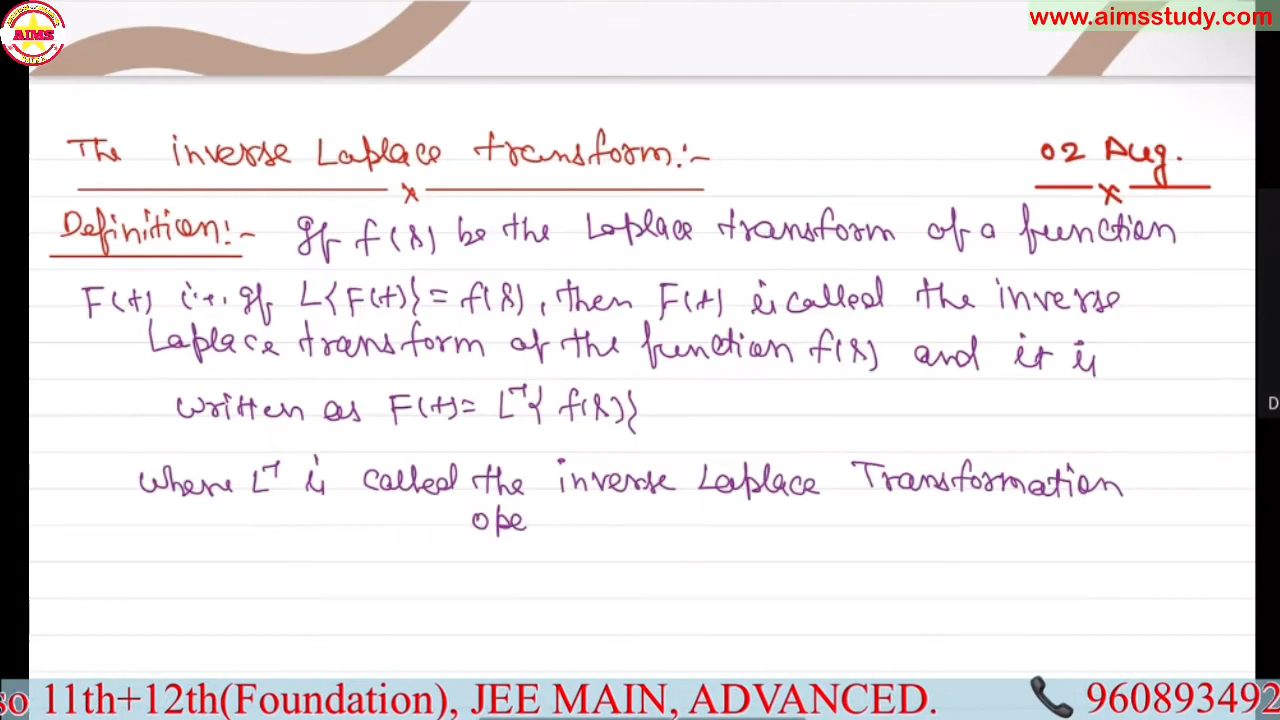 AIMS
www.aimsstudy.com
The inverse Laplace transform:-
02 Aug.
Definition:- If f(s) be the Laplace transform of a function
F(t) i.e. If L{F(t)} = f(s), then F(t) is called the inverse
Laplace transform of the function f(s) and it is
written as F(t) = L⁻¹{ f(s)}
where L⁻¹ is called the inverse Laplace Transformation
ope
D
so 11th+12th(Foundation), JEE MAIN, ADVANCED.
960893492